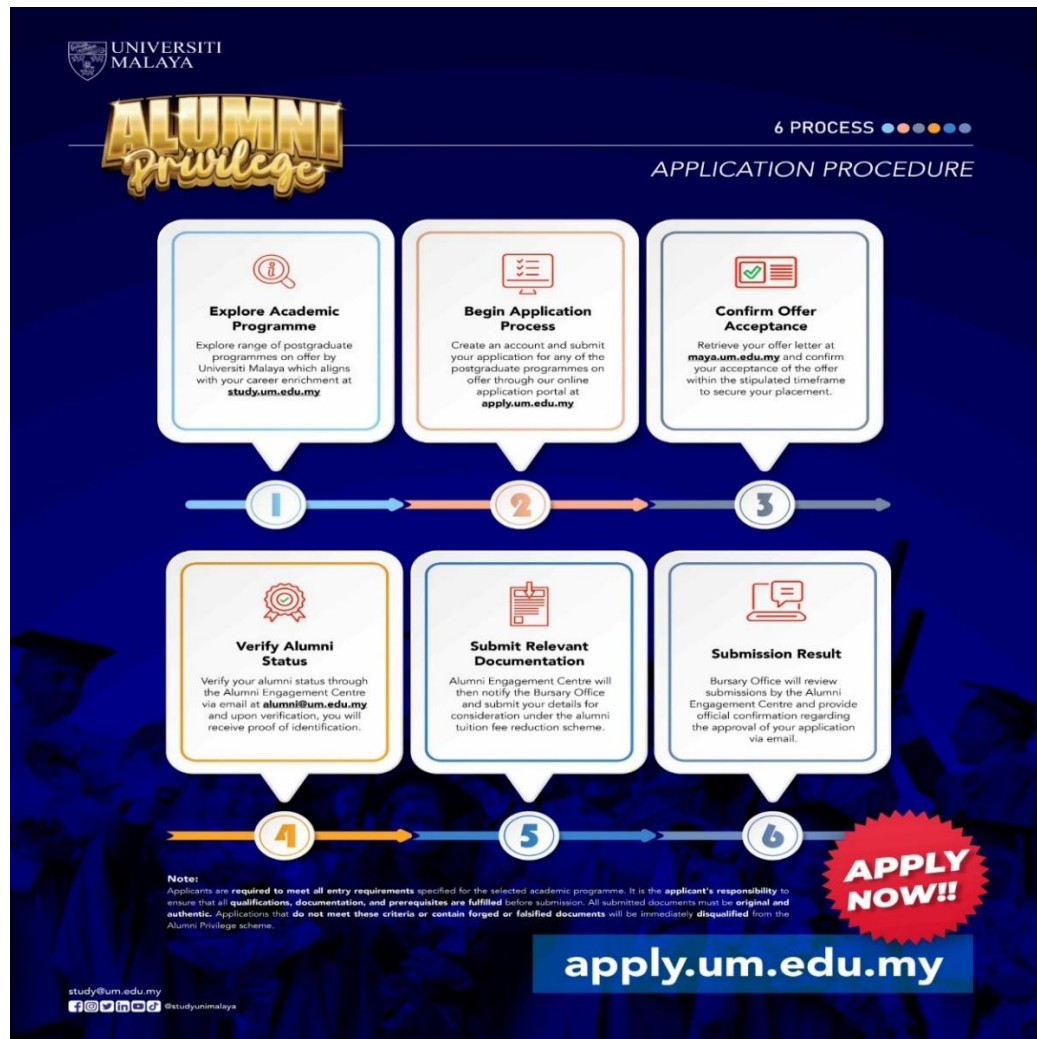 UNIVERSITI
MALAYA
ALUMNI
Privilege
6 PROCESS
APPLICATION PROCEDURE
Explore Academic
Programme
Explore range of postgraduate
programmes on offer by
Universiti Malaya which aligns
with your career enrichment at
study.um.edu.my
Begin Application
Process
Create an account and submit
your application for any of the
postgraduate programmes on
offer through our online
application portal at
apply.um.edu.my
Confirm Offer
Acceptance
Retrieve your offer letter at
maya.um.edu.my and confirm
your acceptance of the offer
within the stipulated timeframe
to secure your placement.
1
2
3
Verify Alumni
Status
Verify your alumni status through
the Alumni Engagement Centre
via email at alumni@um.edu.my
and upon verification, you will
receive proof of identification.
Submit Relevant
Documentation
Alumni Engagement Centre will
then notify the Bursary Office
and submit your details for
consideration under the alumni
tuition fee reduction scheme.
Submission Result
Bursary Office will review
submissions by the Alumni
Engagement Centre and provide
official confirmation regarding
the approval of your application
via email.
4
5
6
Note:
Applicants are required to meet all entry requirements specified for the selected academic programme. It is the applicant's responsibility to
ensure that all qualifications, documentation, and prerequisites are fulfilled before submission. All submitted documents must be original and
authentic. Applications that do not meet these criteria or contain forged or falsified documents will be immediately disqualified from the
Alumni Privilege scheme.
APPLY
NOW!!
apply.um.edu.my
study@um.edu.my
@studyunimalaya